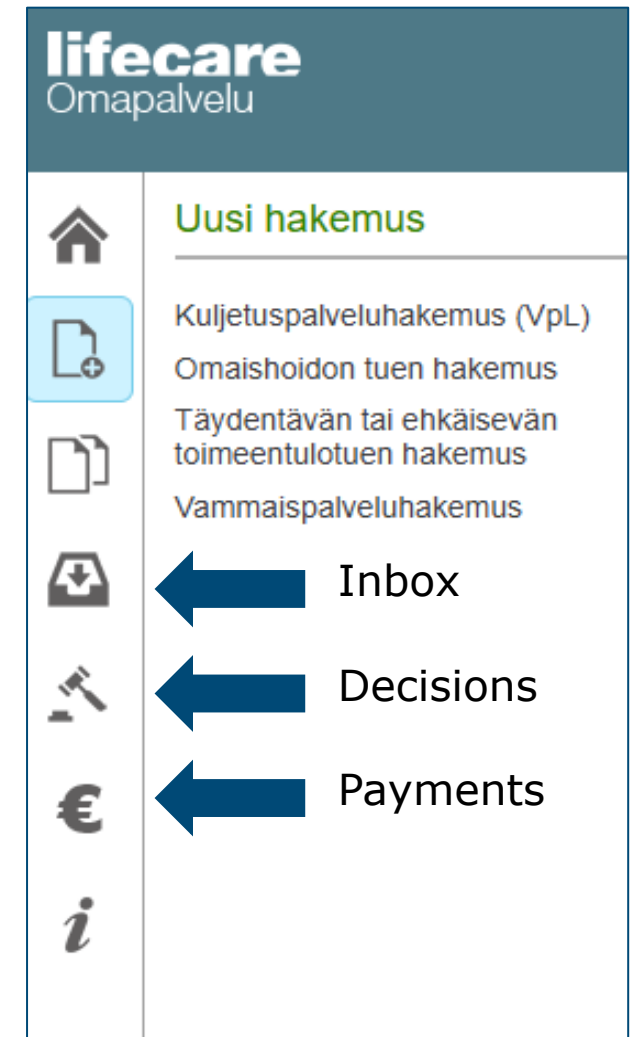 lifecare
Omapalvelu
Uusi hakemus
Kuljetuspalveluhakemus (VpL)
Omaishoidon tuen hakemus
Täydentävän tai ehkäisevän
toimeentulotuen hakemus
Vammaispalveluhakemus
Inbox
Decisions
Payments
€
i